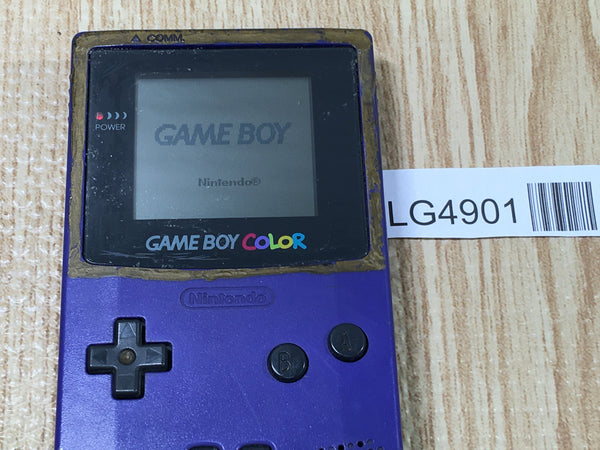 ▲ COMM.
POWER
GAME BOY
Nintendo®
GAME BOY COLOR
Nintendo
B
A
LG4901